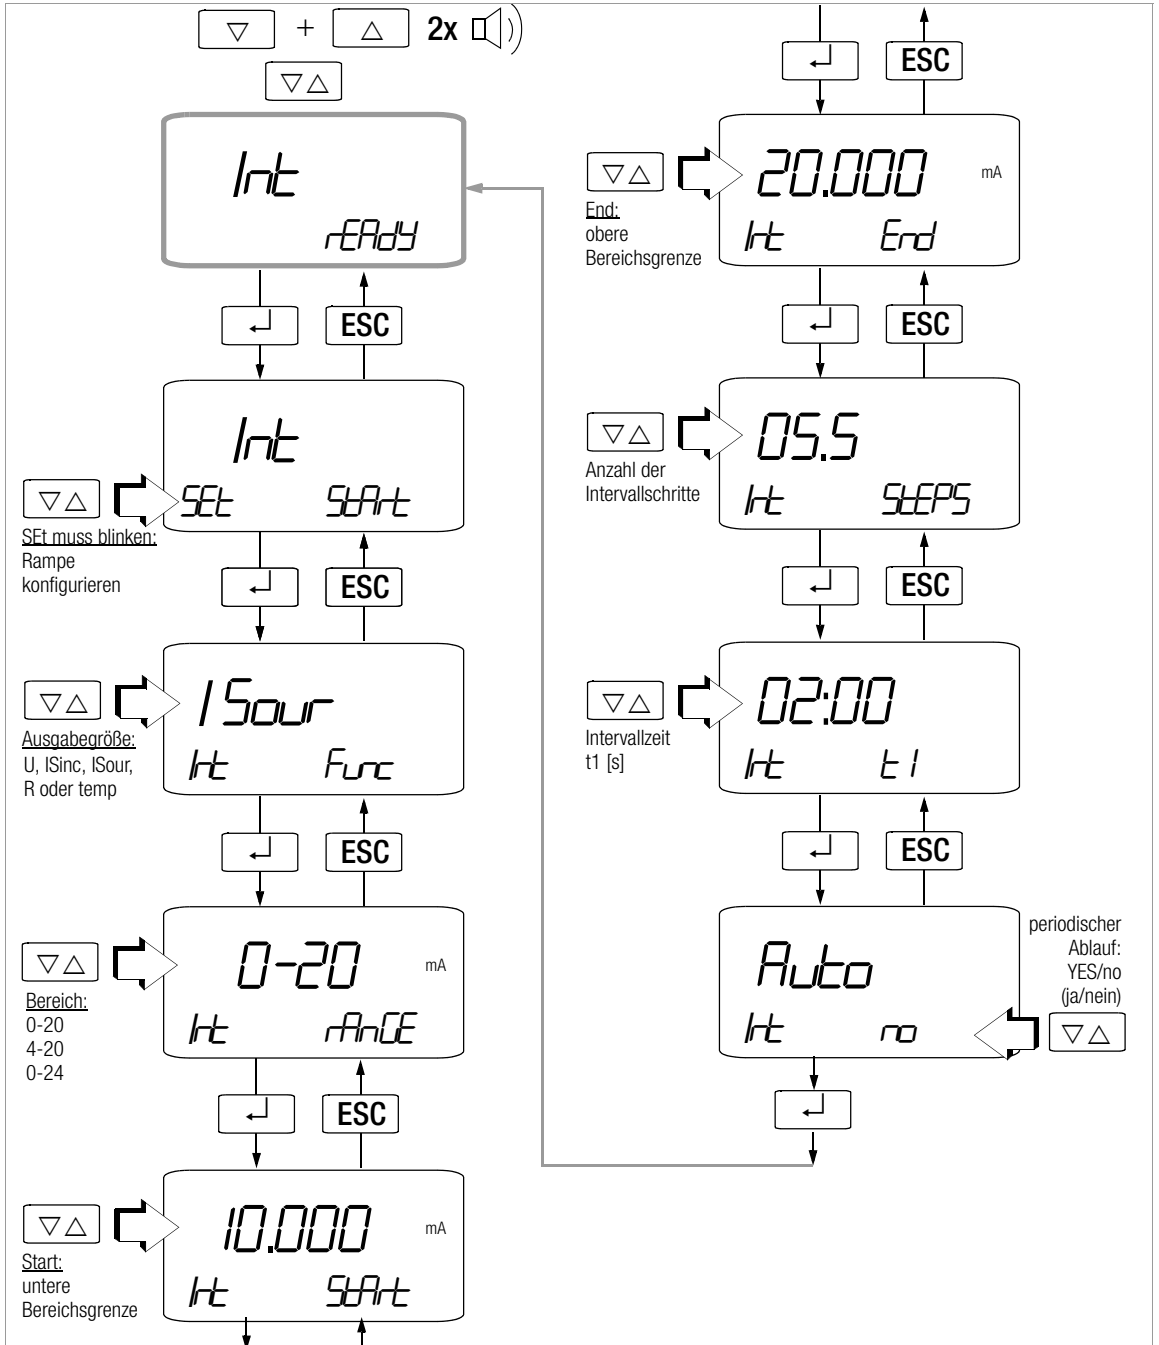 + 2x
Int
rEAdY
ESC
Int
SEt StArt
SEt muss blinken:
Rampe
konfigurieren
ESC
I Sour
Int Func
Ausgabegröße:
U, ISinc, ISour,
R oder temp
ESC
0-20 mA
Int rAnGE
Bereich:
0-20
4-20
0-24
ESC
10.000 mA
Int StArt
Start:
untere
Bereichsgrenze
ESC
20.000 mA
Int End
End:
obere
Bereichsgrenze
ESC
05.5
Int StEPS
Anzahl der
Intervallschritte
ESC
02:00
Int t1
Intervallzeit
t1 [s]
ESC
Auto
Int no
periodischer
Ablauf:
YES/no
(ja/nein)